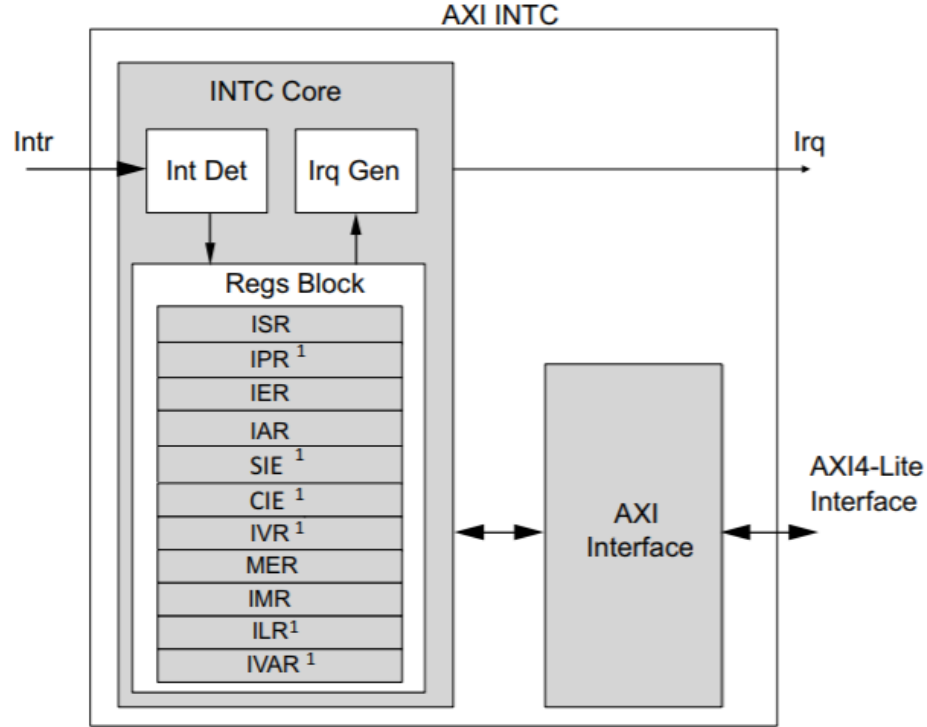 AXI INTC
INTC Core
Intr
Int Det
Irq Gen
Irq
Regs Block
ISR
IPR 1
IER
IAR
SIE 1
CIE 1
IVR 1
MER
IMR
ILR1
IVAR 1
AXI
Interface
AXI4-Lite
Interface